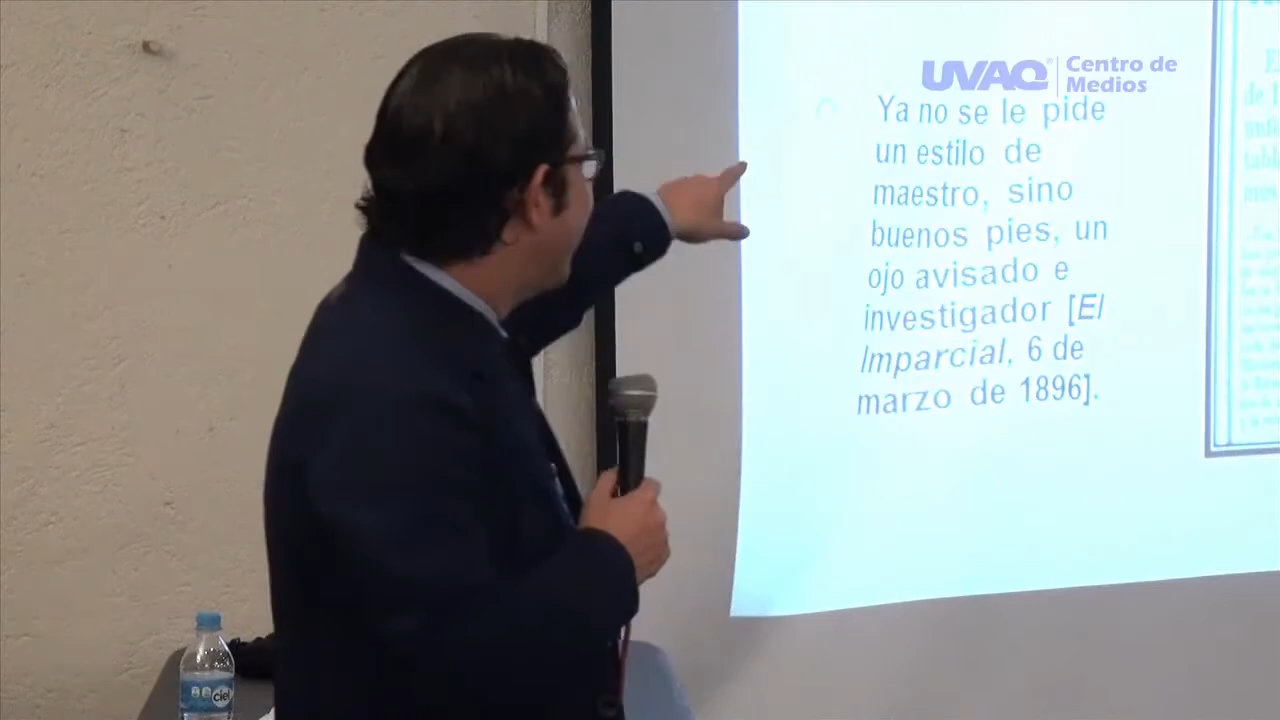 UVAQ
Centro de
Medios
Ya no se le pide
un estilo de
maestro, sino
buenos pies, un
ojo avisado e
investigador [El
Imparcial, 6 de
marzo de 1896].
ciel